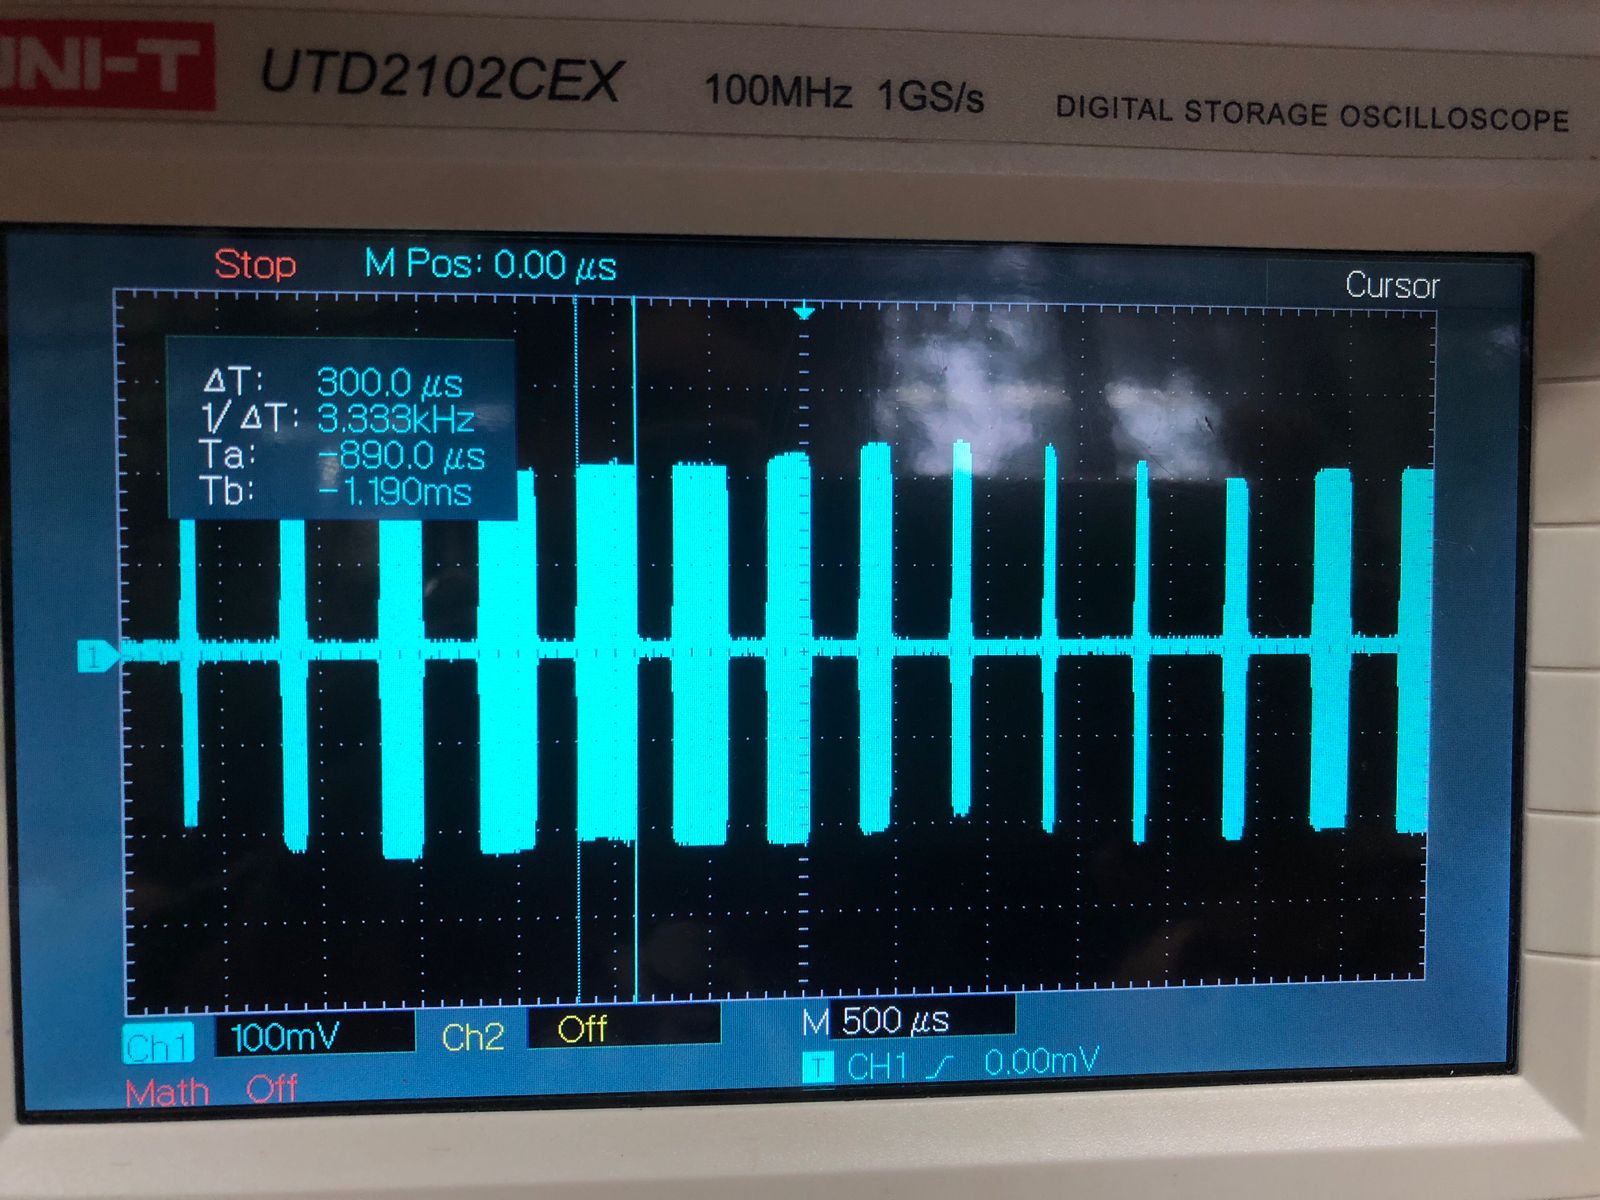 UNI-T UTD2102CEX 100MHz 1GS/s DIGITAL STORAGE OSCILLOSCOPE
Stop M Pos: 0.00 μs Cursor
ΔT: 300.0 μs
1/ΔT: 3.333kHz
Ta: -890.0 μs
Tb: -1.190ms
1
Ch1 100mV Ch2 Off M 500 μs
T CH1 0.00mV
Math Off